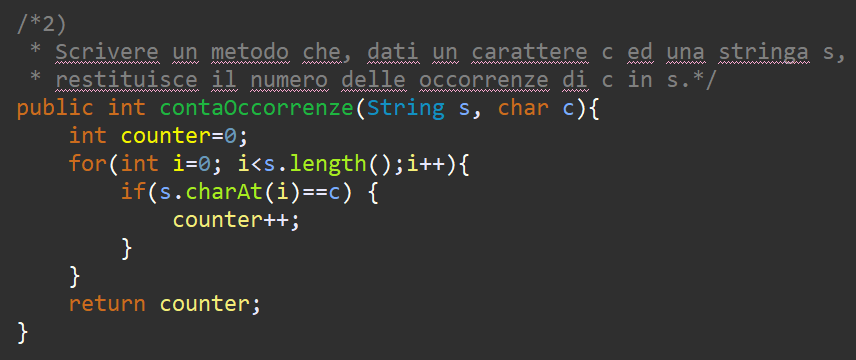 /*2)
 * Scrivere un metodo che, dati un carattere c ed una stringa s,
 * restituisce il numero delle occorrenze di c in s.*/
public int contaOccorrenze(String s, char c){
    int counter=0;
    for(int i=0; i<s.length();i++){
        if(s.charAt(i)==c) {
            counter++;
        }
    }
    return counter;
}